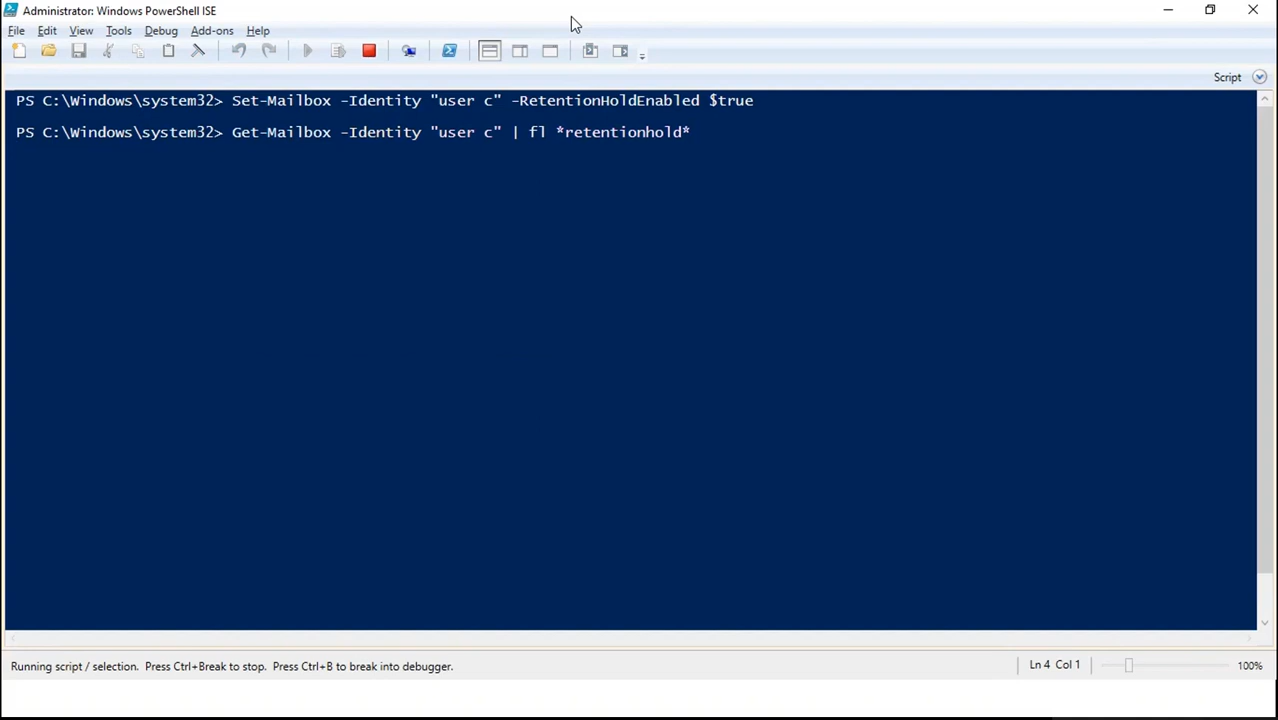 Administrator: Windows PowerShell ISE
File Edit View Tools Debug Add-ons Help
Script
PS C:\Windows\system32> Set-Mailbox -Identity "user c" -RetentionHoldEnabled $true
PS C:\Windows\system32> Get-Mailbox -Identity "user c" | fl *retentionhold*
Running script / selection. Press Ctrl+Break to stop. Press Ctrl+B to break into debugger.
Ln 4 Col 1
100%